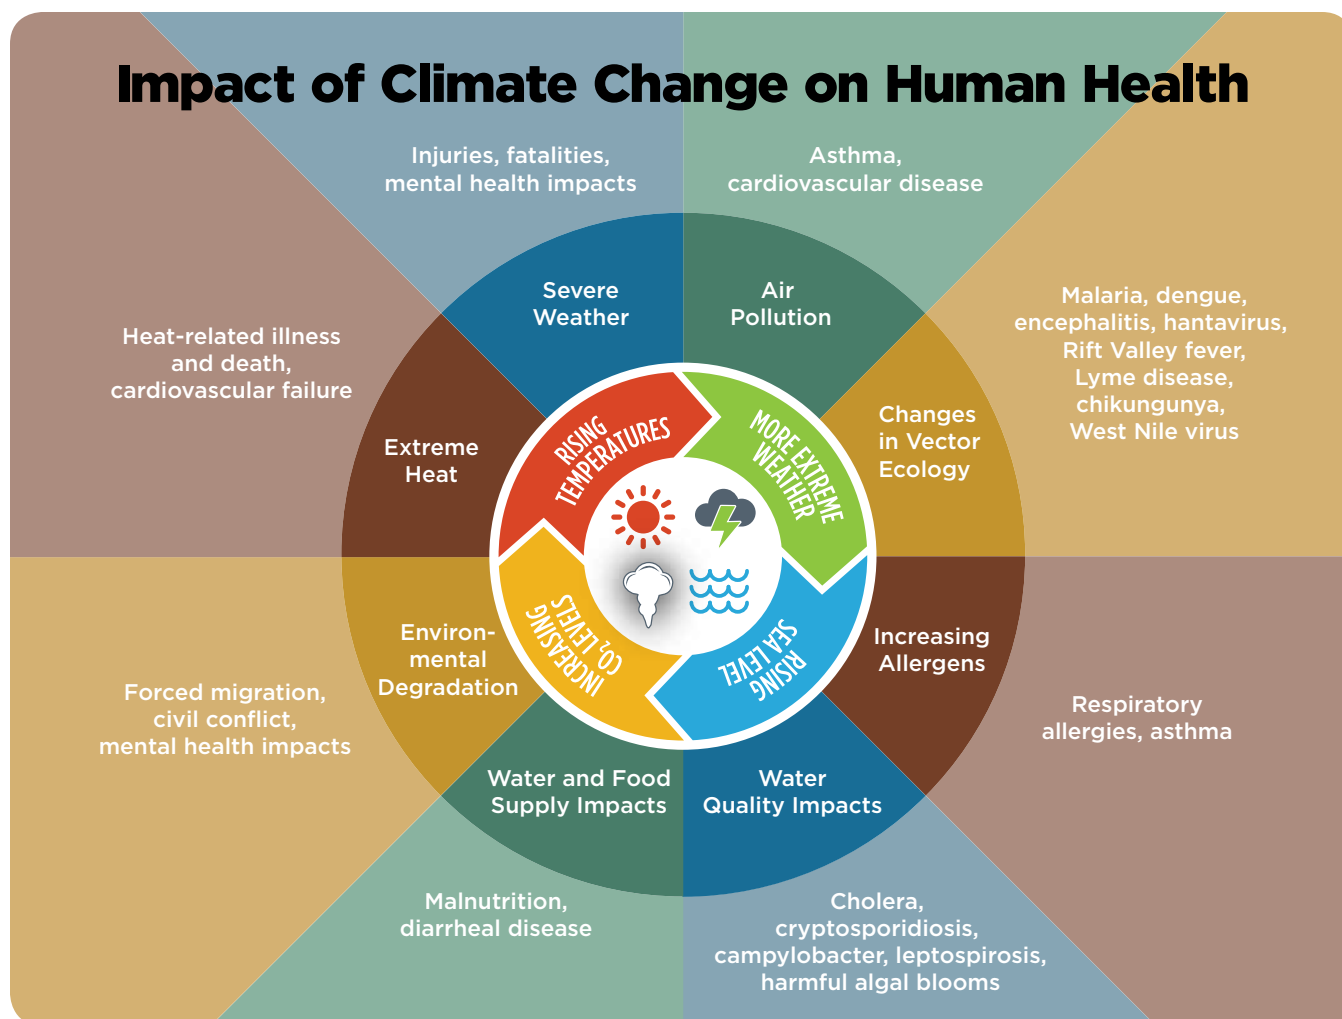 Impact of Climate Change on Human Health
Injuries, fatalities,
mental health impacts
Asthma,
cardiovascular disease
Severe
Weather
Air
Pollution
Malaria, dengue,
encephalitis, hantavirus,
Rift Valley fever,
Lyme disease,
chikungunya,
West Nile virus
Heat-related illness
and death,
cardiovascular failure
Extreme
Heat
Changes
in Vector
Ecology
RISING
TEMPERATURES
MORE EXTREME
WEATHER
INCREASING
CO₂ LEVELS
RISING
SEA LEVEL
Environ-
mental
Degradation
Increasing
Allergens
Forced migration,
civil conflict,
mental health impacts
Respiratory
allergies, asthma
Water and Food
Supply Impacts
Water
Quality Impacts
Malnutrition,
diarrheal disease
Cholera,
cryptosporidiosis,
campylobacter, leptospirosis,
harmful algal blooms